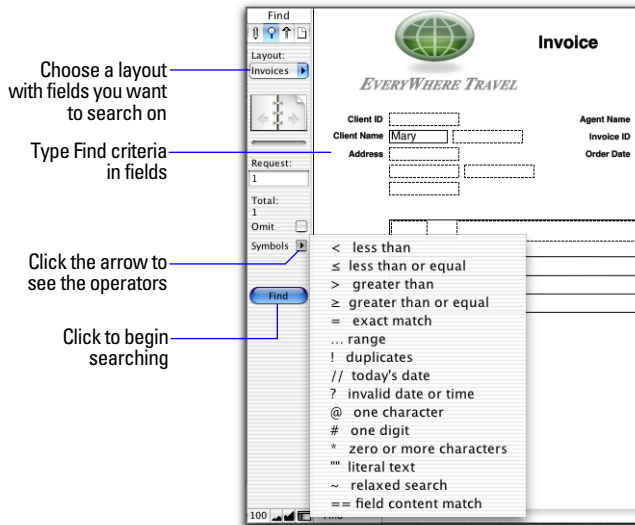 Find
Layout:
Invoices
Request:
1
Total:
1
Omit
Symbols
Find
100
Choose a layout
with fields you want
to search on
Type Find criteria
in fields
Click the arrow to
see the operators
Click to begin
searching
EVERYWHERE TRAVEL
Invoice
Client ID
Client Name Mary
Address
Agent Name
Invoice ID
Order Date
< less than
≤ less than or equal
> greater than
≥ greater than or equal
= exact match
... range
! duplicates
// today's date
? invalid date or time
@ one character
# one digit
* zero or more characters
"" literal text
~ relaxed search
== field content match